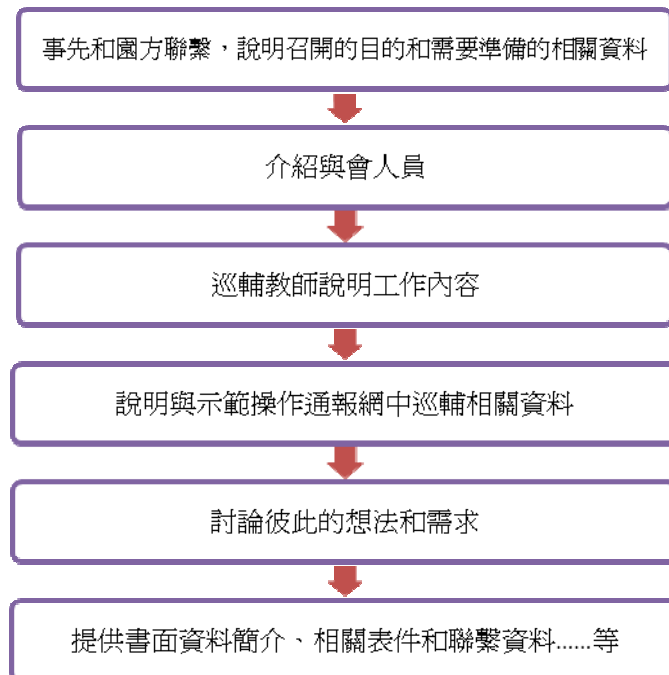 事先和園方聯繫，說明召開的目的和需要準備的相關資料
介紹與會人員
巡輔教師說明工作內容
說明與示範操作通報網中巡輔相關資料
討論彼此的想法和需求
提供書面資料簡介、相關表件和聯繫資料......等